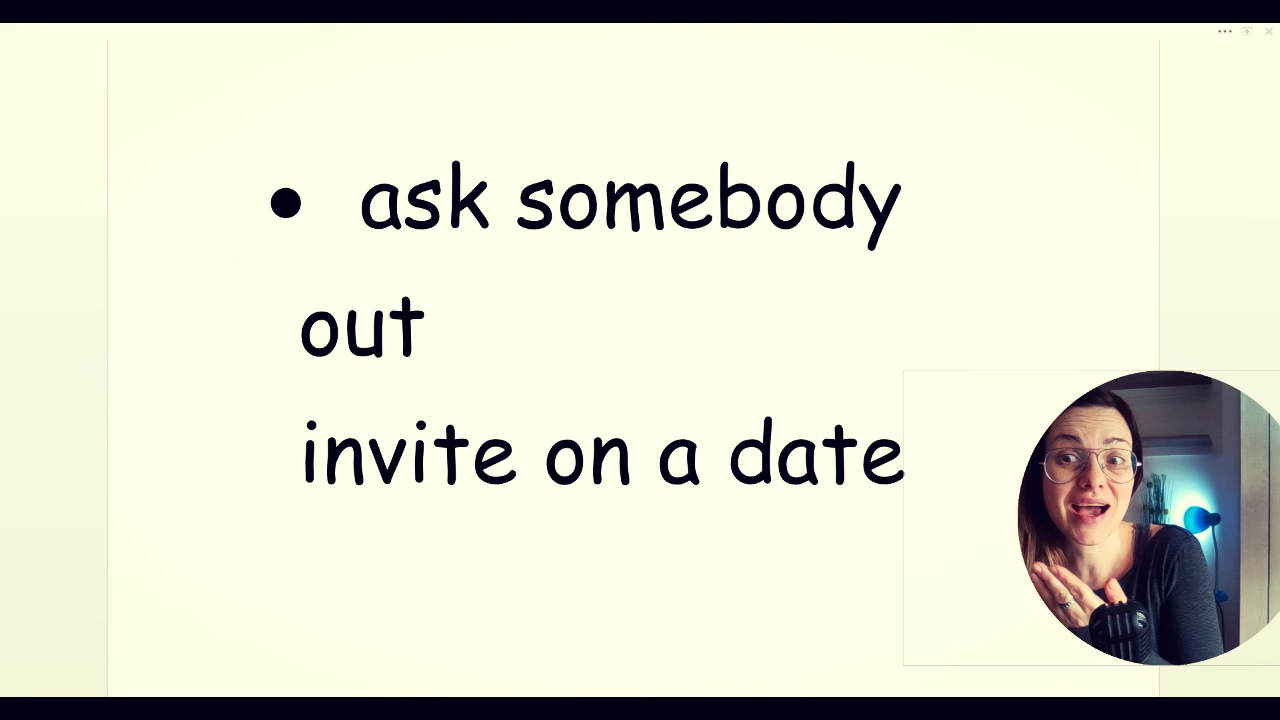 • ask somebody
out
invite on a date